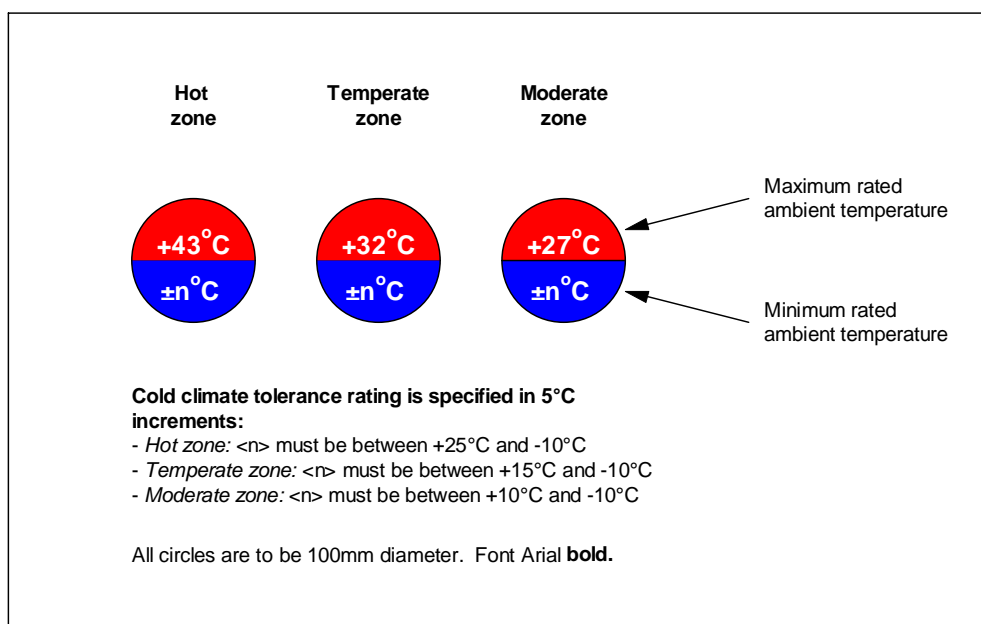 Hot
zone
Temperate
zone
Moderate
zone
+43°C
±n°C
+32°C
±n°C
+27°C
±n°C
Maximum rated
ambient temperature
Minimum rated
ambient temperature
Cold climate tolerance rating is specified in 5°C
increments:
- Hot zone: <n> must be between +25°C and -10°C
- Temperate zone: <n> must be between +15°C and -10°C
- Moderate zone: <n> must be between +10°C and -10°C
All circles are to be 100mm diameter. Font Arial bold.